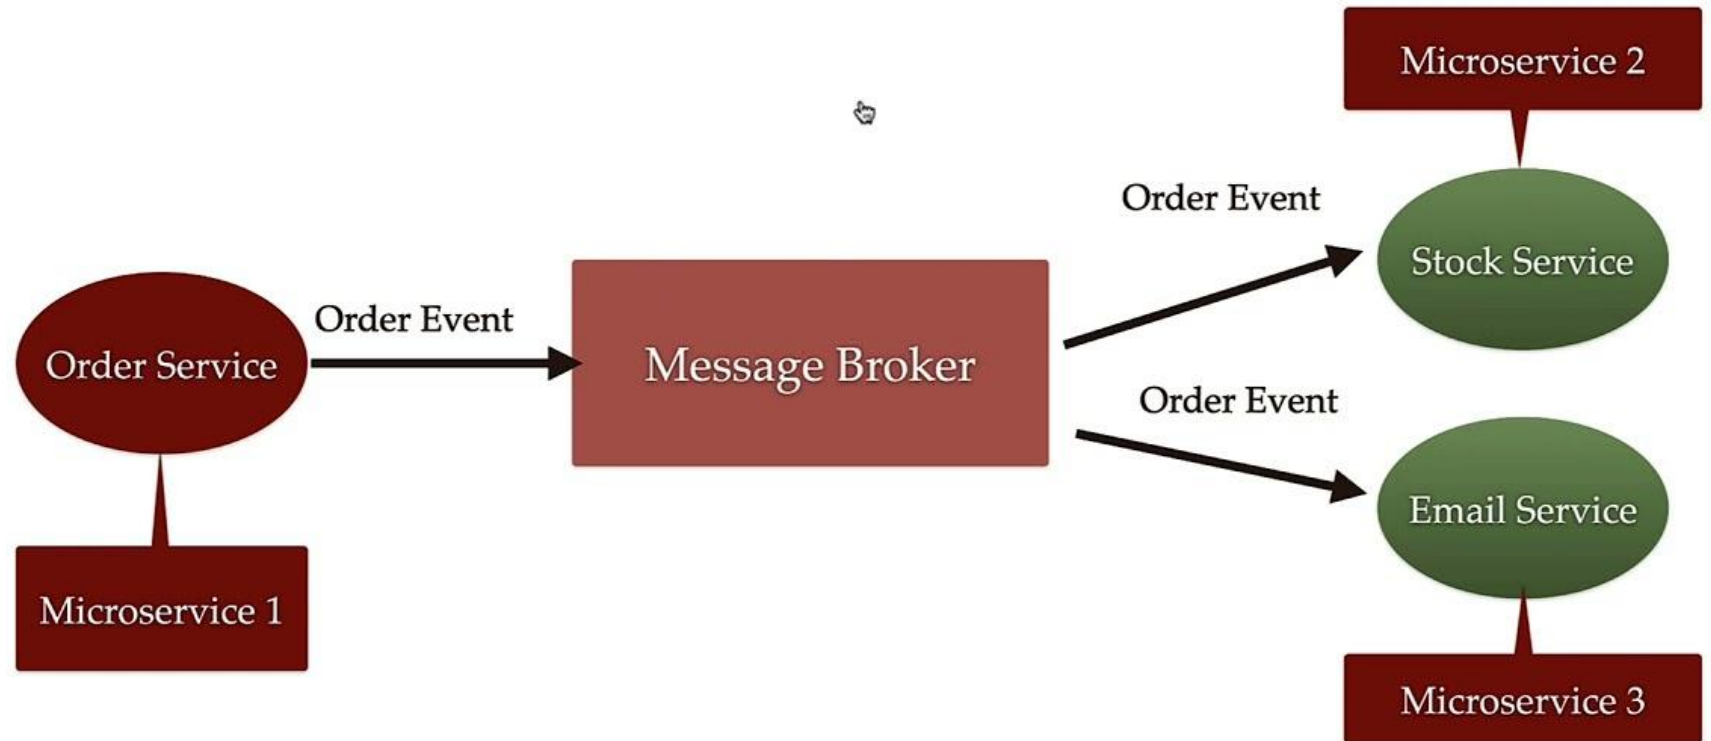 Microservice 2
Order Event
Stock Service
Order Event
Order Service
Message Broker
Order Event
Email Service
Microservice 1
Microservice 3